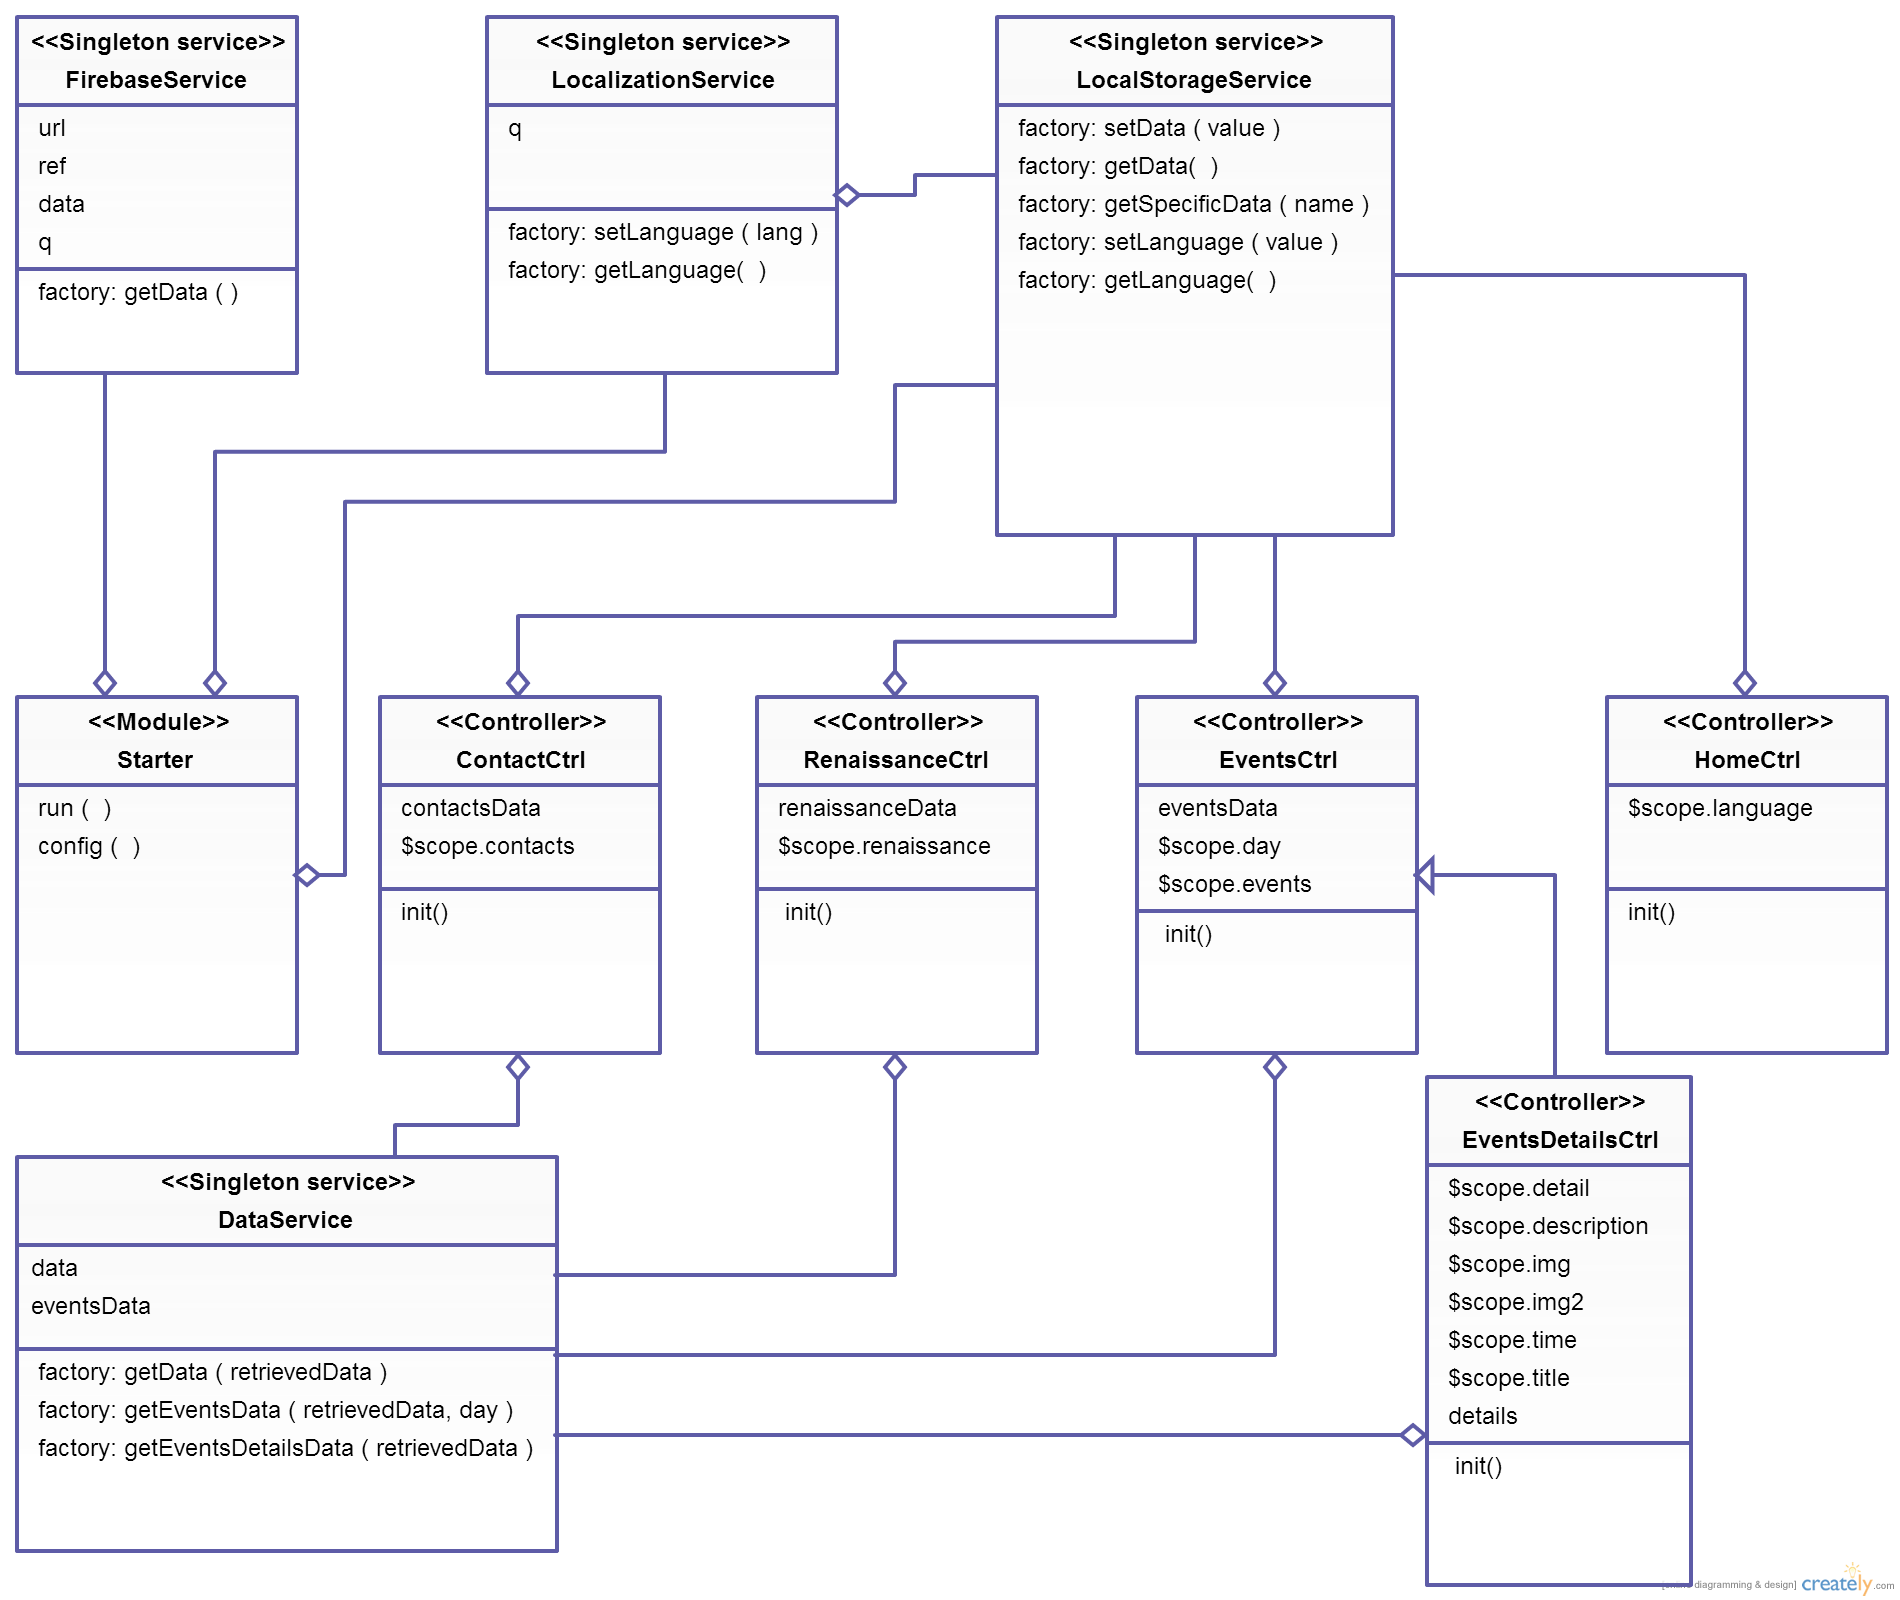 <<Singleton service>>
FirebaseService
url
ref
data
q
factory: getData ( )
<<Singleton service>>
LocalizationService
q
factory: setLanguage ( lang )
factory: getLanguage(  )
<<Singleton service>>
LocalStorageService
factory: setData ( value )
factory: getData(  )
factory: getSpecificData ( name )
factory: setLanguage ( value )
factory: getLanguage(  )
<<Module>>
Starter
run (  )
config (  )
<<Controller>>
ContactCtrl
contactsData
$scope.contacts
init()
<<Controller>>
RenaissanceCtrl
renaissanceData
$scope.renaissance
init()
<<Controller>>
EventsCtrl
eventsData
$scope.day
$scope.events
init()
<<Controller>>
HomeCtrl
$scope.language
init()
<<Singleton service>>
DataService
data
eventsData
factory: getData ( retrievedData )
factory: getEventsData ( retrievedData, day )
factory: getEventsDetailsData ( retrievedData )
<<Controller>>
EventsDetailsCtrl
$scope.detail
$scope.description
$scope.img
$scope.img2
$scope.time
$scope.title
details
init()
diagramming & design] creately.com